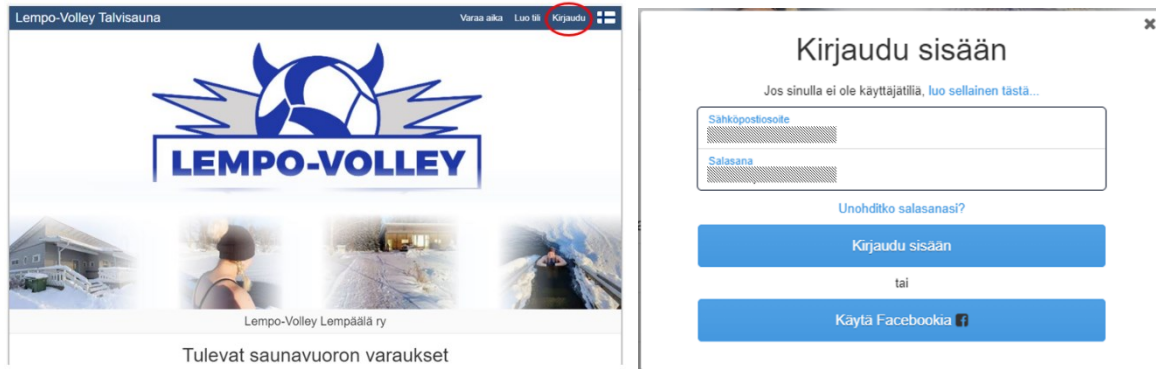 Lempo-Volley Talvisauna
Varaa aika Luo tili Kirjaudu
LEMPO-VOLLEY
Lempo-Volley Lempäälä ry
Tulevat saunavuoron varaukset
Kirjaudu sisään
Jos sinulla ei ole käyttäjätiliä, luo sellainen tästä...
Sähköpostiosoite
Salasana
Unohditko salasanasi?
Kirjaudu sisään
tai
Käytä Facebookia